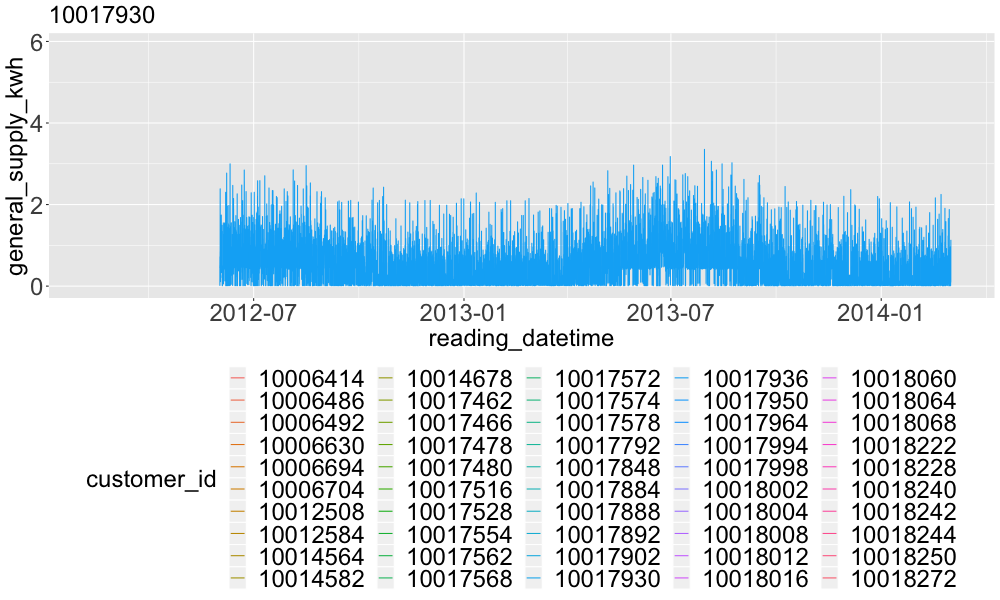 10017930
general_supply_kwh
6
4
2
0
2012-07 2013-01 2013-07 2014-01
reading_datetime
customer_id
10006414 10014678 10017572 10017936 10018060
10006486 10017462 10017574 10017950 10018064
10006492 10017466 10017578 10017964 10018068
10006630 10017478 10017792 10017994 10018222
10006694 10017480 10017848 10017998 10018228
10006704 10017516 10017884 10018002 10018240
10012508 10017528 10017888 10018004 10018242
10012584 10017554 10017892 10018008 10018244
10014564 10017562 10017902 10018012 10018250
10014582 10017568 10017930 10018016 10018272